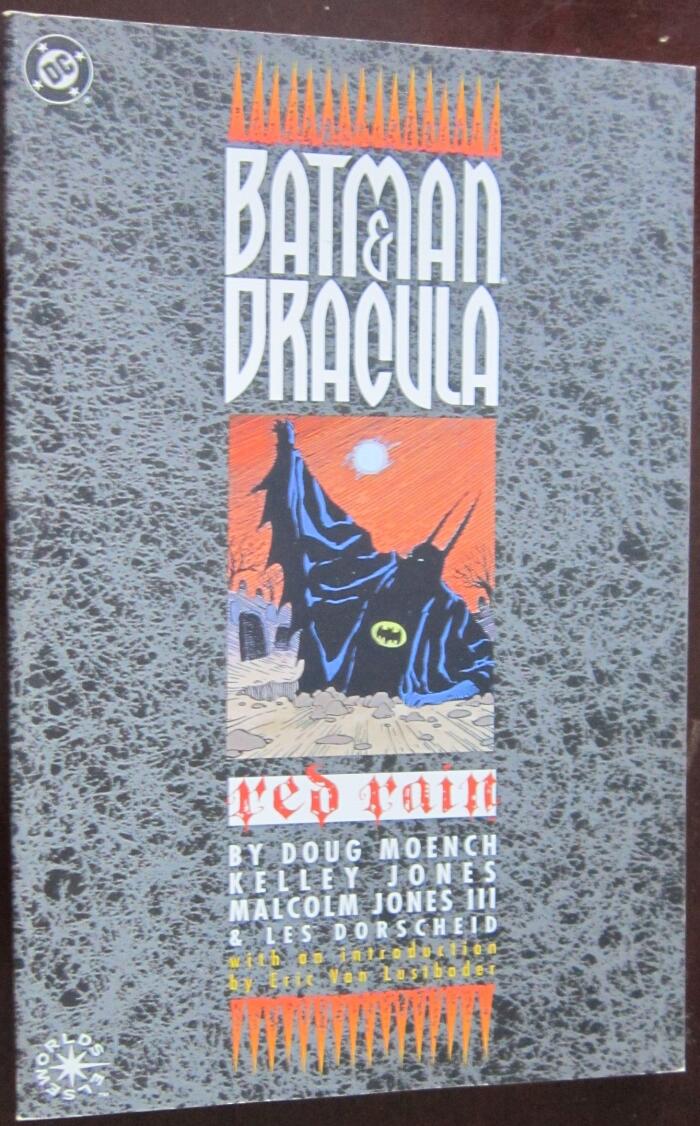 DC
BATMAN
&
DRACULA
red rain
BY DOUG MOENCH
KELLEY JONES
MALCOLM JONES III
& LES DORSCHEID
with an introduction
by Eric Van Lustbader
ELSEWORLDS